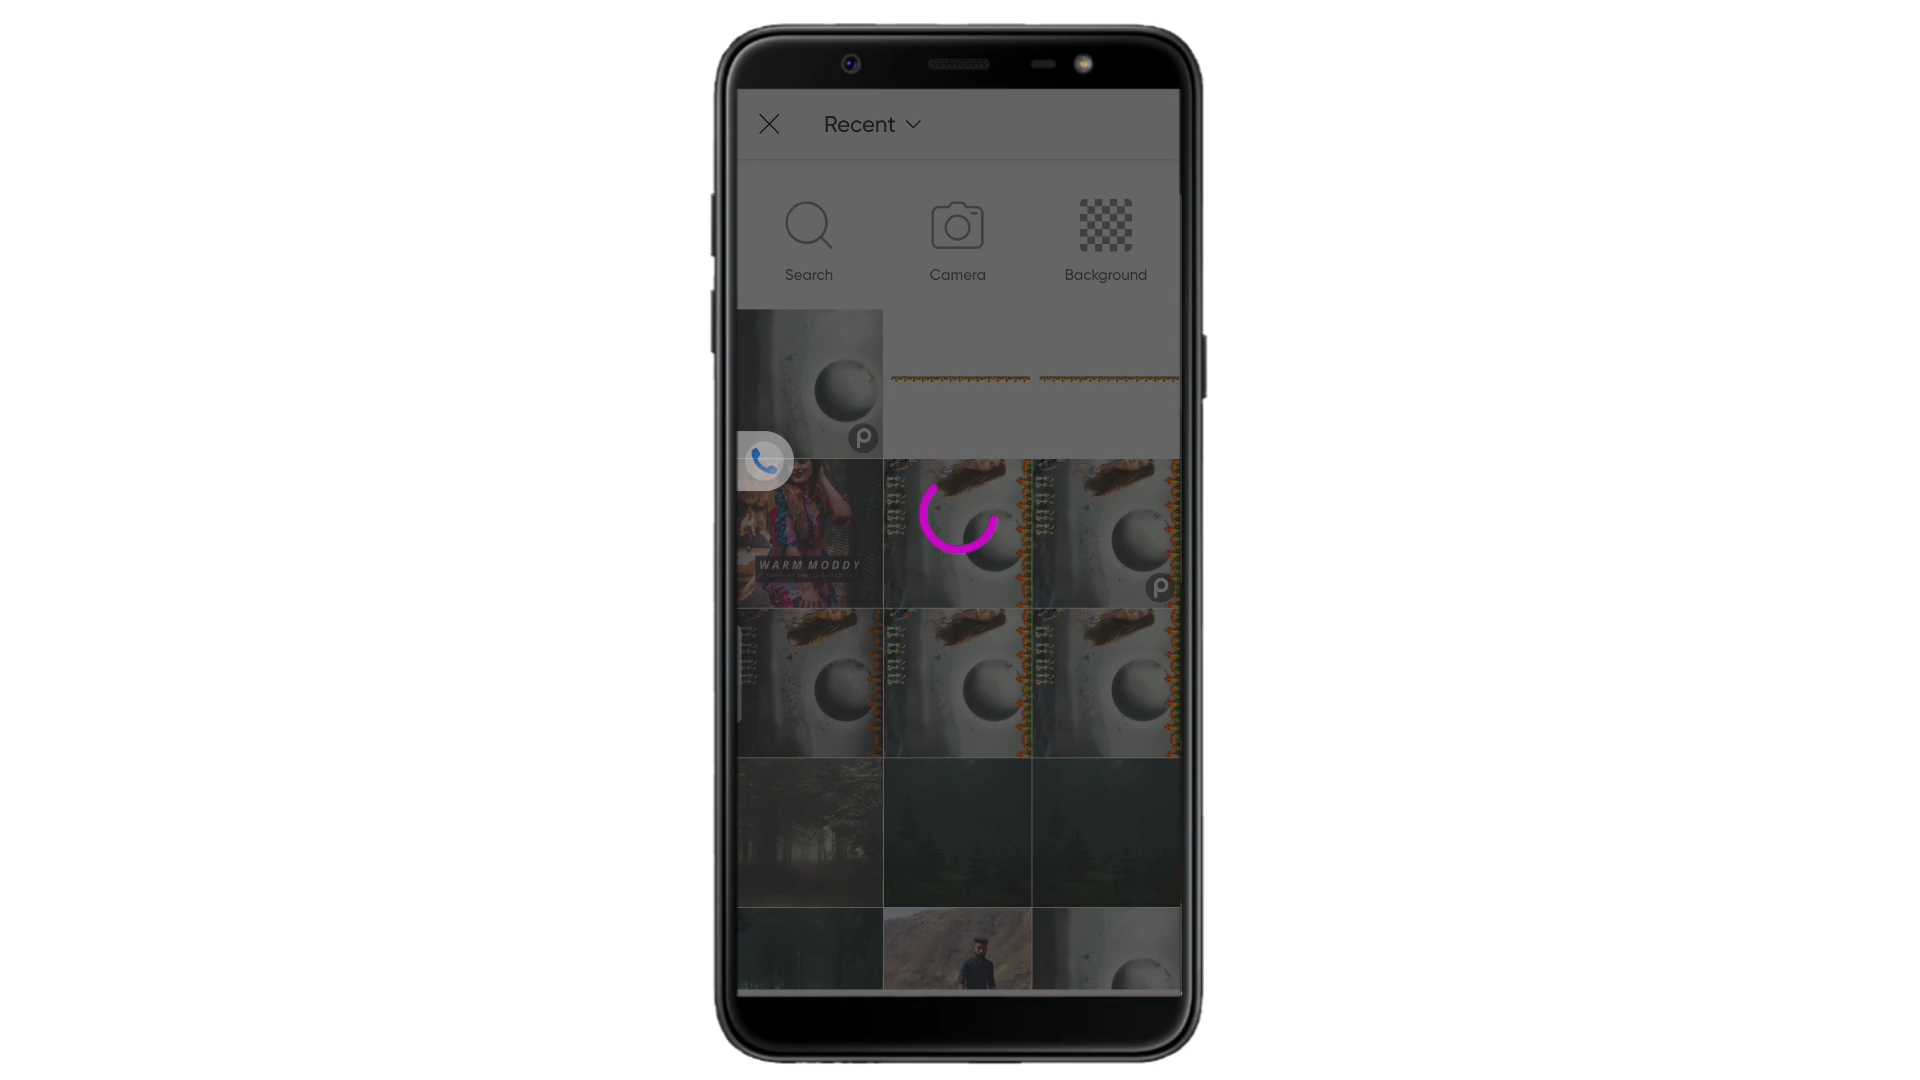 Recent
Search
Camera
Background
WARM MODDY